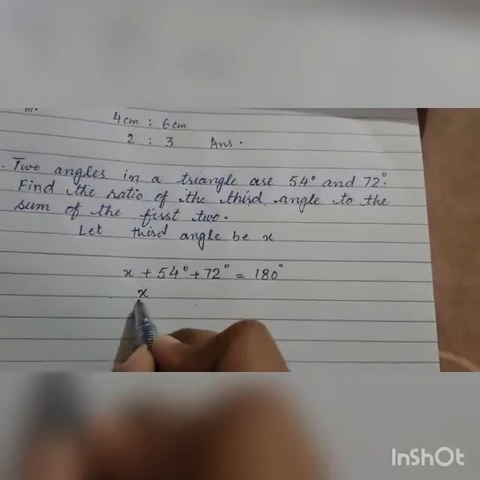 4cm : 6cm
2 : 3 Ans.
Two angles in a triangle are 54° and 72°.
Find the ratio of the third angle to the
sum of the first two.
Let third angle be x
x + 54° + 72° = 180°
x
InShOt